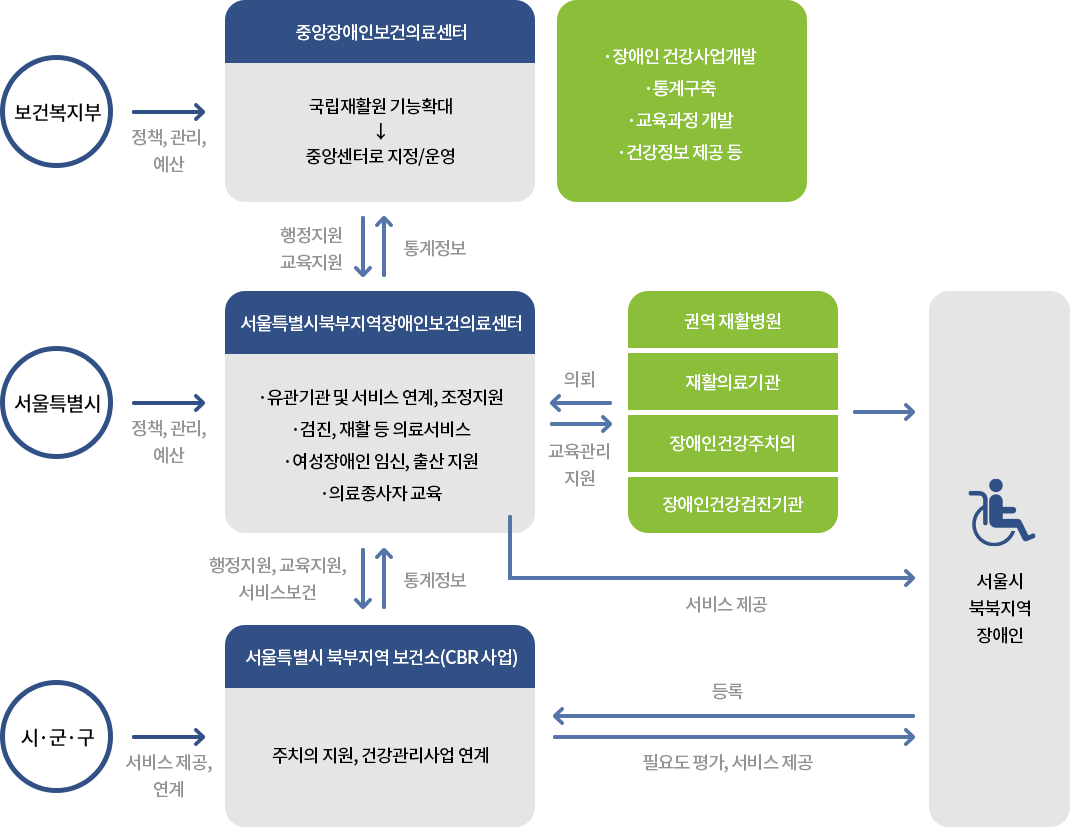 중앙장애인보건의료센터
· 장애인 건강사업개발
· 통계구축
· 교육과정 개발
· 건강정보 제공 등
보건복지부
국립재활원 기능확대
↓
중앙센터로 지정/운영
정책, 관리,
예산
행정지원
교육지원
통계정보
서울특별시북부지역장애인보건의료센터
권역 재활병원
재활의료기관
장애인건강주치의
장애인건강검진기관
서울특별시
· 유관기관 및 서비스 연계, 조정지원
· 검진, 재활 등 의료서비스
· 여성장애인 임신, 출산 지원
· 의료종사자 교육
의뢰
교육관리
지원
정책, 관리,
예산
서울시
북북지역
장애인
행정지원, 교육지원,
서비스보건
통계정보
서비스 제공
서울특별시 북부지역 보건소(CBR 사업)
등록
시·군·구
주치의 지원, 건강관리사업 연계
필요도 평가, 서비스 제공
서비스 제공,
연계